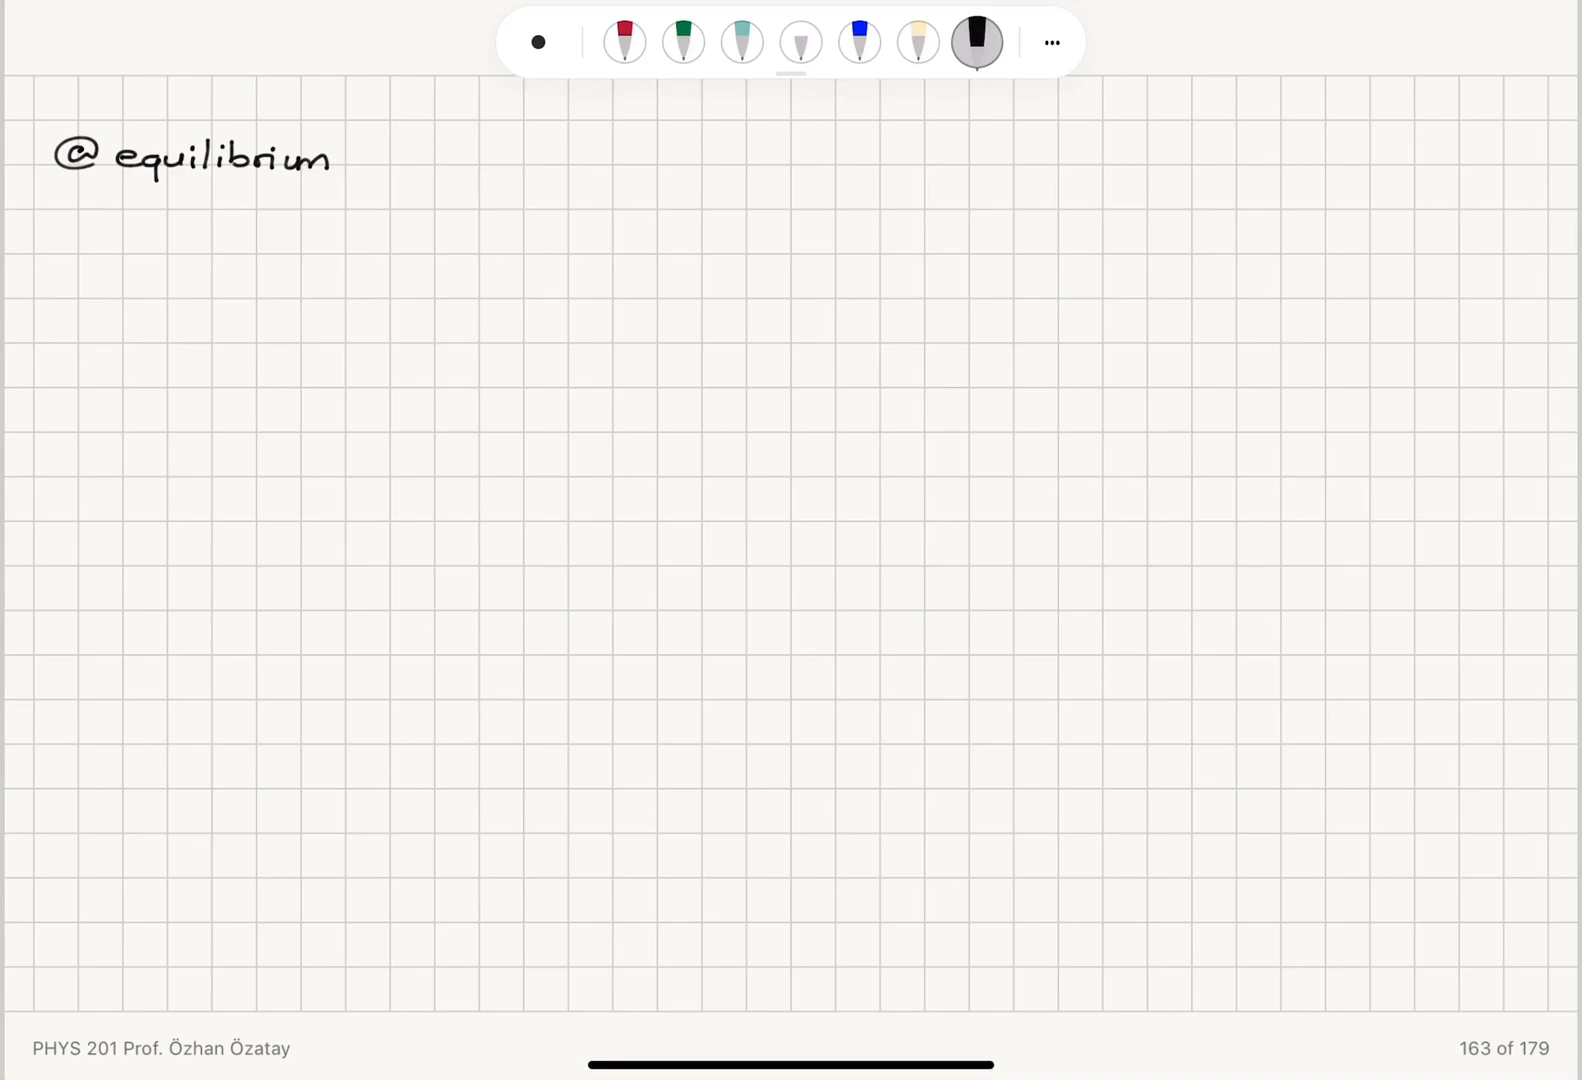 @ equilibrium
PHYS 201 Prof. Özhan Özatay
163 of 179